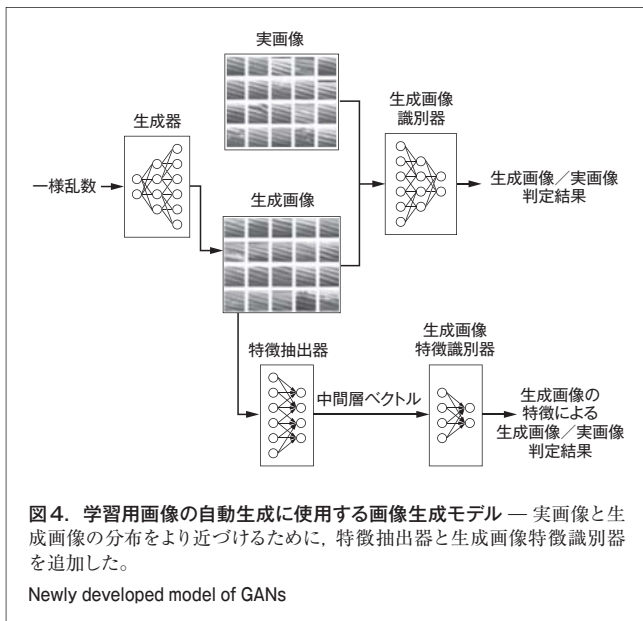 実画像
生成器
生成画像
識別器
一様乱数
生成画像／実画像
判定結果
生成画像
特徴抽出器
生成画像
特徴識別器
中間層ベクトル
生成画像の
特徴による
生成画像／実画像
判定結果
図4. 学習用画像の自動生成に使用する画像生成モデル — 実画像と生
成画像の分布をより近づけるために，特徴抽出器と生成画像特徴識別器
を追加した。
Newly developed model of GANs